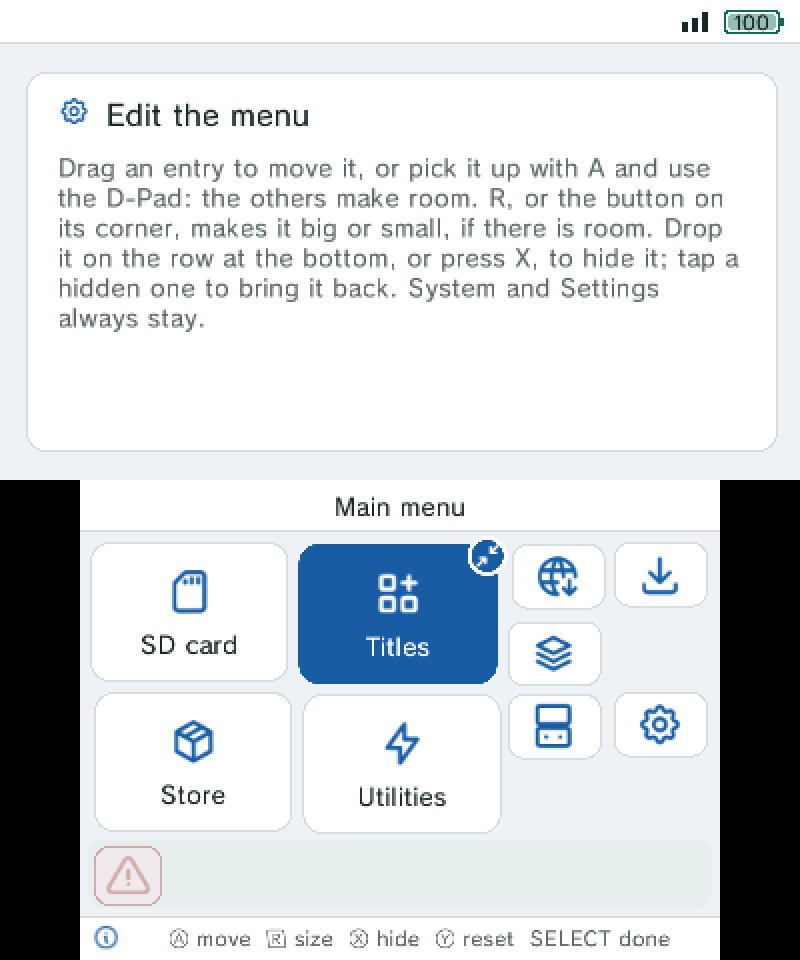 100
Edit the menu
Drag an entry to move it, or pick it up with A and use
the D-Pad: the others make room. R, or the button on
its corner, makes it big or small, if there is room. Drop
it on the row at the bottom, or press X, to hide it; tap a
hidden one to bring it back. System and Settings
always stay.
Main menu
SD card
Titles
Store
Utilities
Ⓐ move 🅁 size Ⓧ hide Ⓨ reset SELECT done